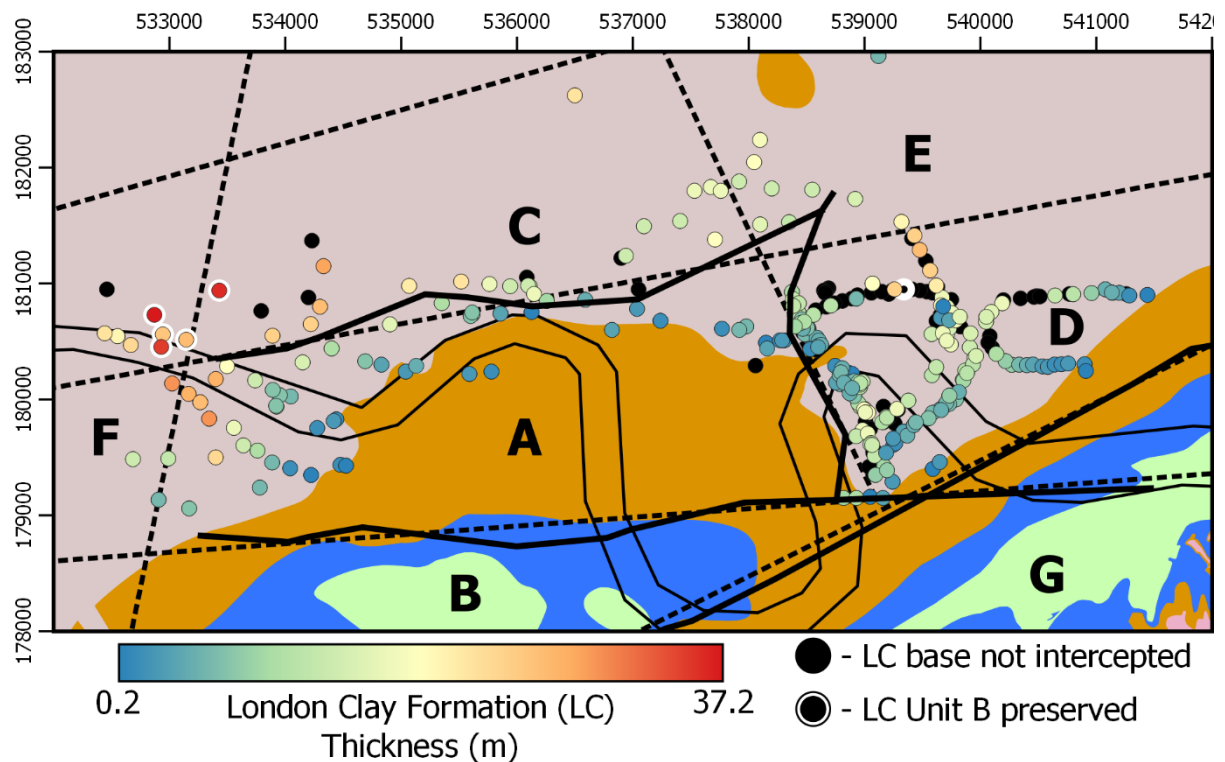 533000 534000 535000 536000 537000 538000 539000 540000 541000 542000
183000
182000
181000
180000
179000
178000
E
C
D
F
A
B
G
0.2 London Clay Formation (LC) 37.2
Thickness (m)
- LC base not intercepted
- LC Unit B preserved